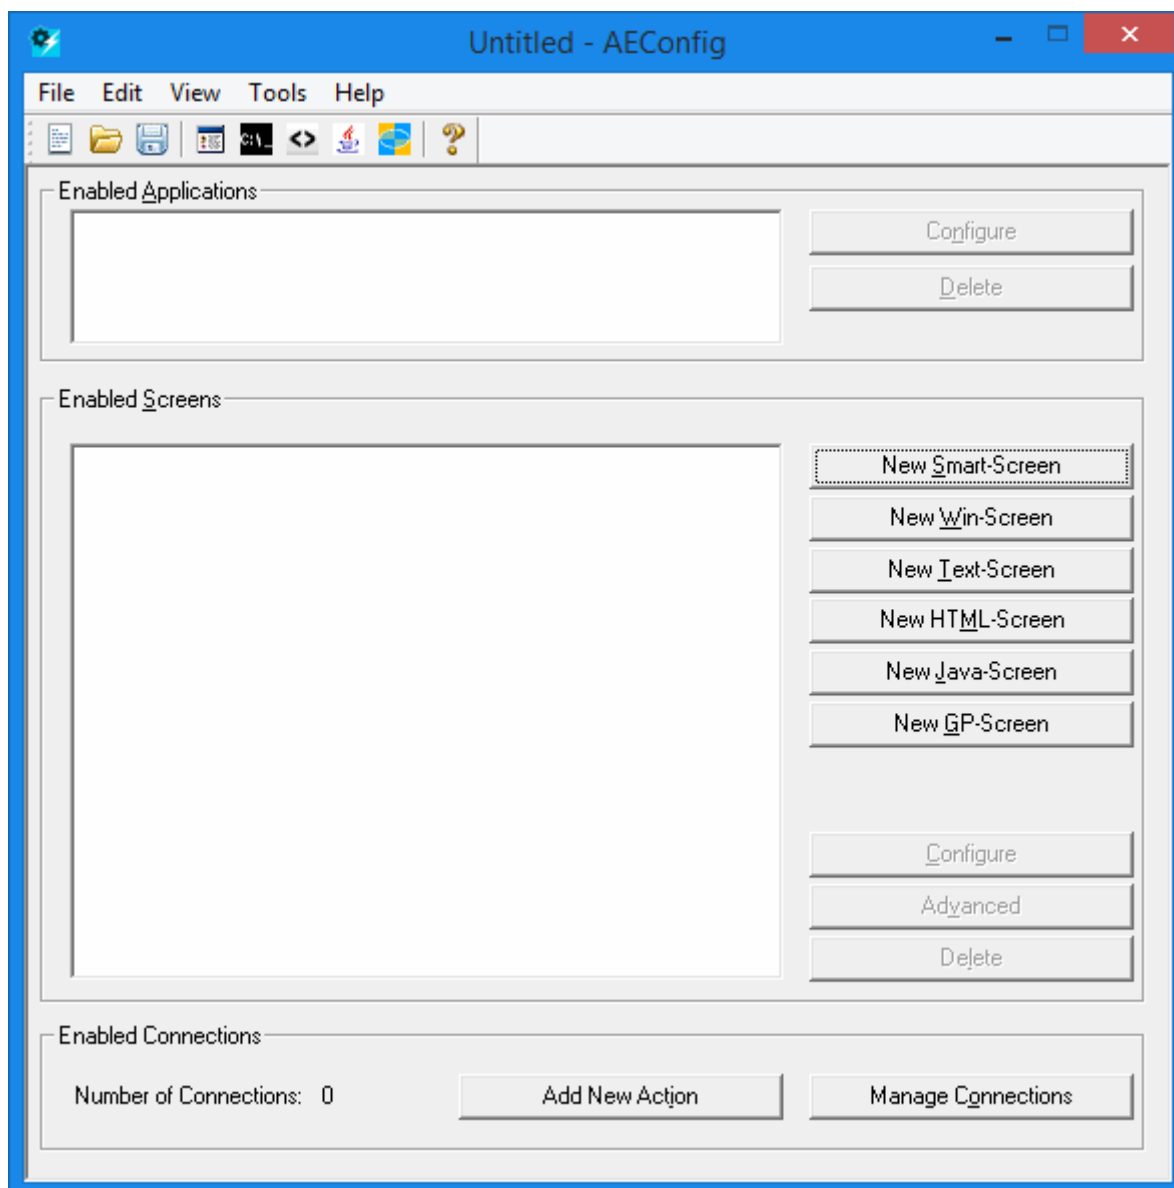 Untitled - AEConfig
File Edit View Tools Help
C:\_ <>
Enabled Applications
Configure
Delete
Enabled Screens
New Smart-Screen
New Win-Screen
New Text-Screen
New HTML-Screen
New Java-Screen
New GP-Screen
Configure
Advanced
Delete
Enabled Connections
Number of Connections: 0 Add New Action Manage Connections